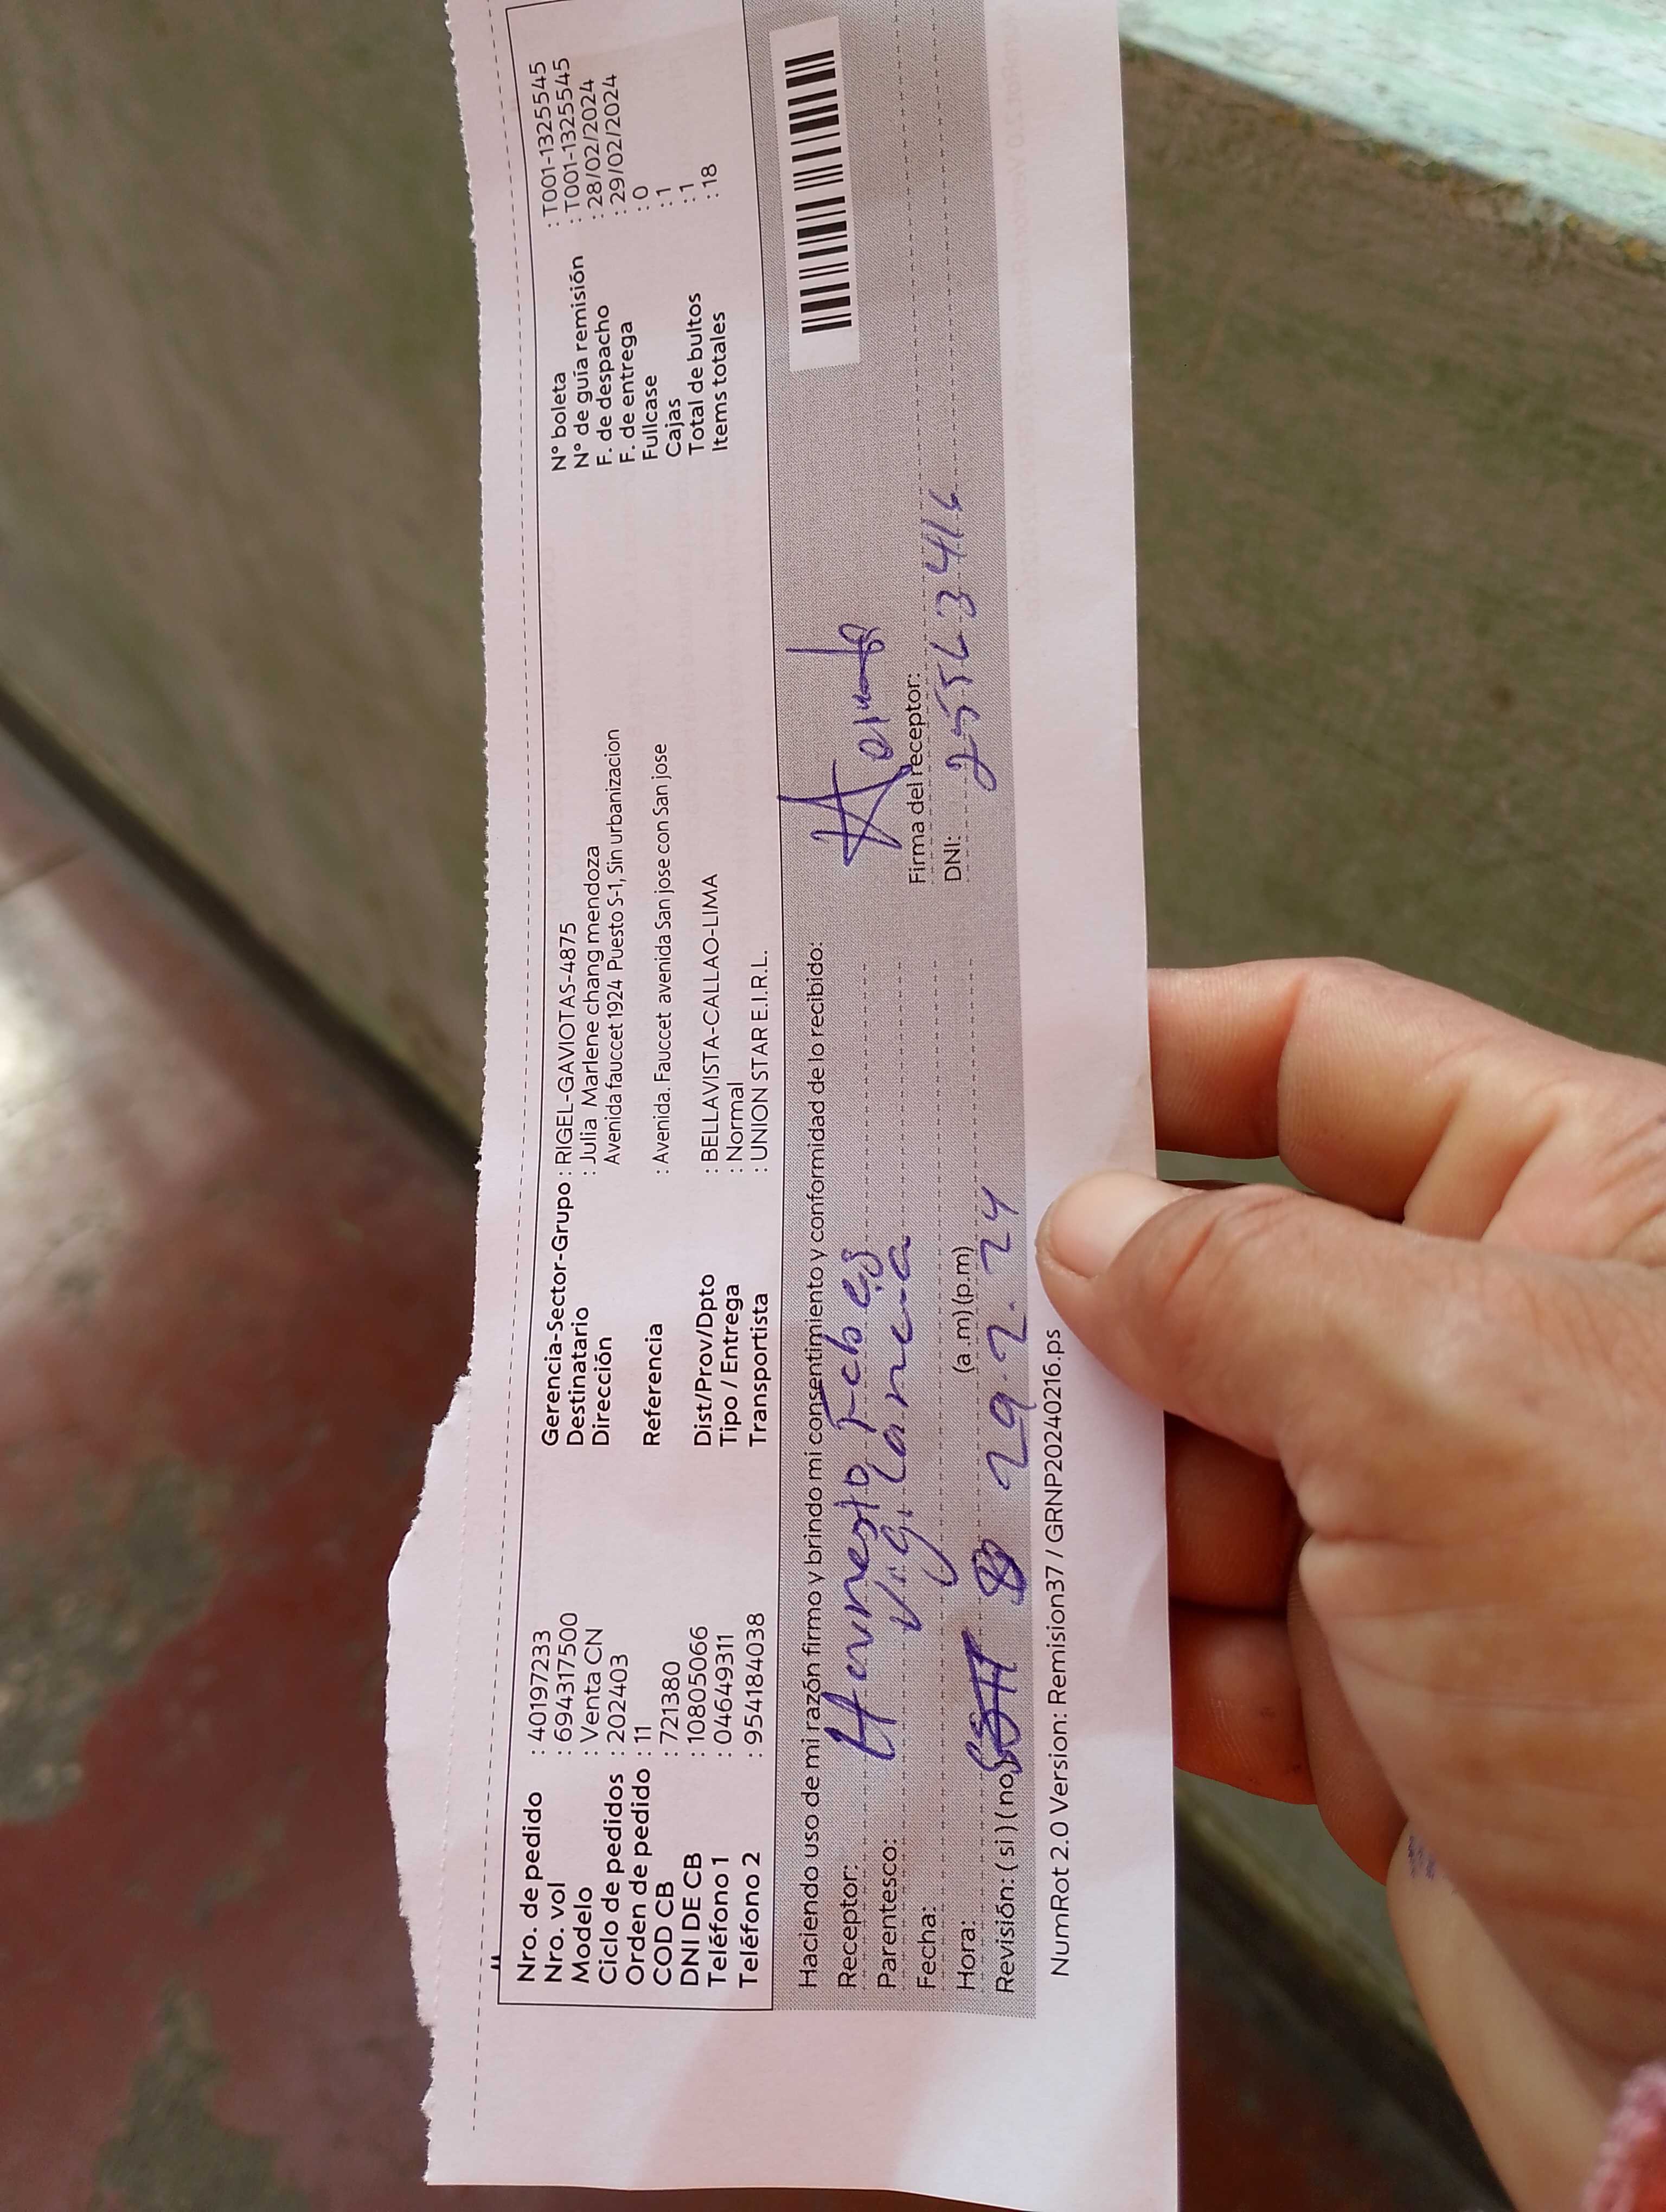 Nro. de pedido : 40197233
Nro. vol : 694317500
Modelo : Venta CN
Ciclo de pedidos : 202403
Orden de pedido : 11
COD CB : 721380
DNI DE CB : 10805066
Teléfono 1 : 04649311
Teléfono 2 : 954184038
Gerencia-Sector-Grupo : RIGEL-GAVIOTAS-4875
Destinatario : Julia Marlene chang mendoza
Dirección Avenida fauccet 1924 Puesto S-1, Sin urbanizacion
Referencia : Avenida. Fauccet avenida San jose con San jose
Dist/Prov/Dpto : BELLAVISTA-CALLAO-LIMA
Tipo / Entrega : Normal
Transportista : UNION STAR E.I.R.L.
N° boleta : T001-1325545
N° de guía remisión : T001-1325545
F. de despacho : 28/02/2024
F. de entrega : 29/02/2024
Fullcase : 0
Cajas : 1
Total de bultos : 1
Items totales : 18
Haciendo uso de mi razón firmo y brindo mi consentimiento y conformidad de lo recibido:
Receptor:
Parentesco: Vigilancia
Fecha:
Hora: (a.m) (p.m)
Revisión: ( si ) ( no ) 29.2.24
Firma del receptor:
DNI: 25563416
NumRot 2.0 Version: Remision37 / GRNP20240216.ps